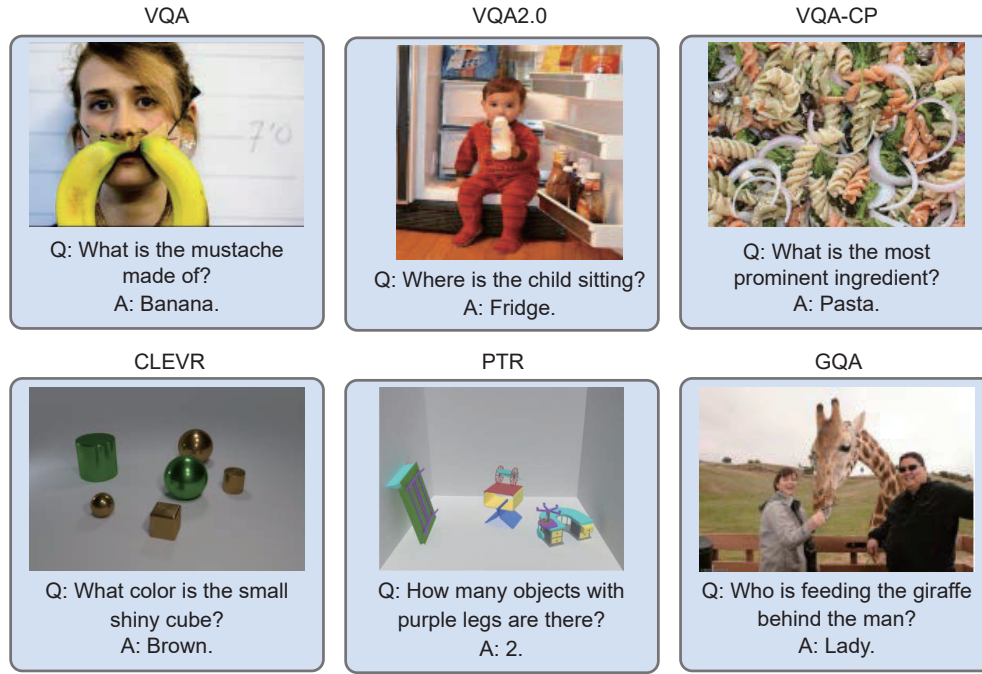 VQA
VQA2.0
VQA-CP
7'0
Q: What is the mustache
made of?
A: Banana.
Q: Where is the child sitting?
A: Fridge.
Q: What is the most
prominent ingredient?
A: Pasta.
CLEVR
PTR
GQA
Q: What color is the small
shiny cube?
A: Brown.
Q: How many objects with
purple legs are there?
A: 2.
Q: Who is feeding the giraffe
behind the man?
A: Lady.